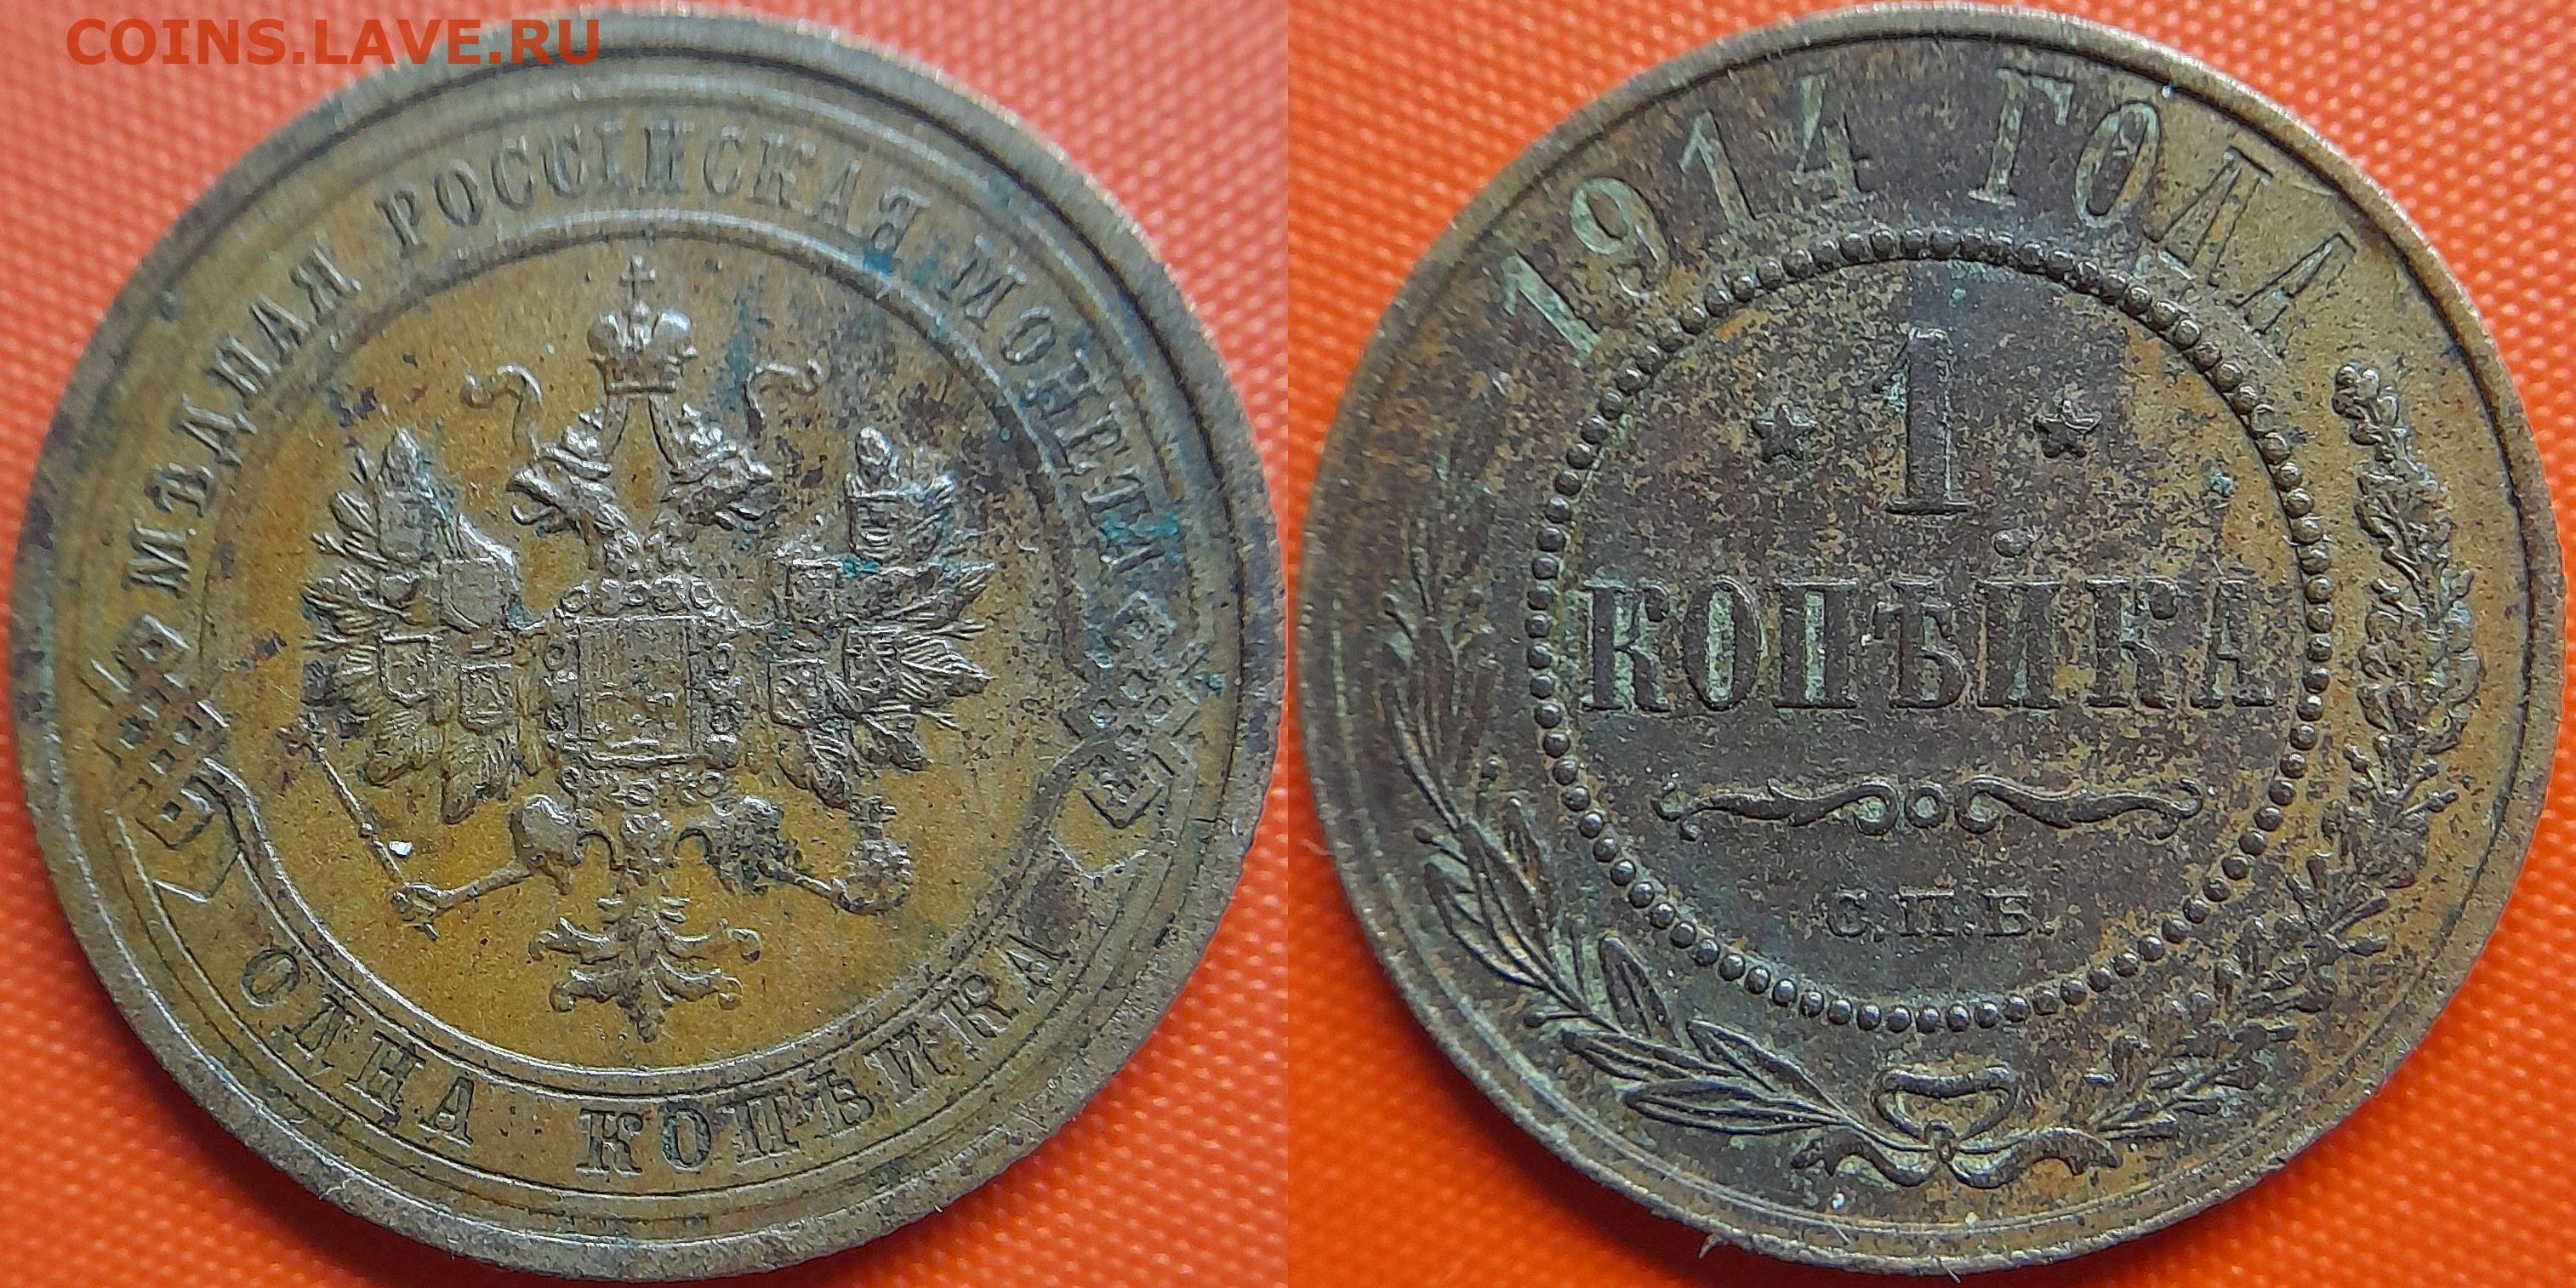 COINS.LAVE.RU
МѢДНАЯ РОССІЙСКАЯ МОНЕТА
ОДНА КОПѢЙКА
1914 ГОДА
1
КОПѢЙКА
С.П.Б.